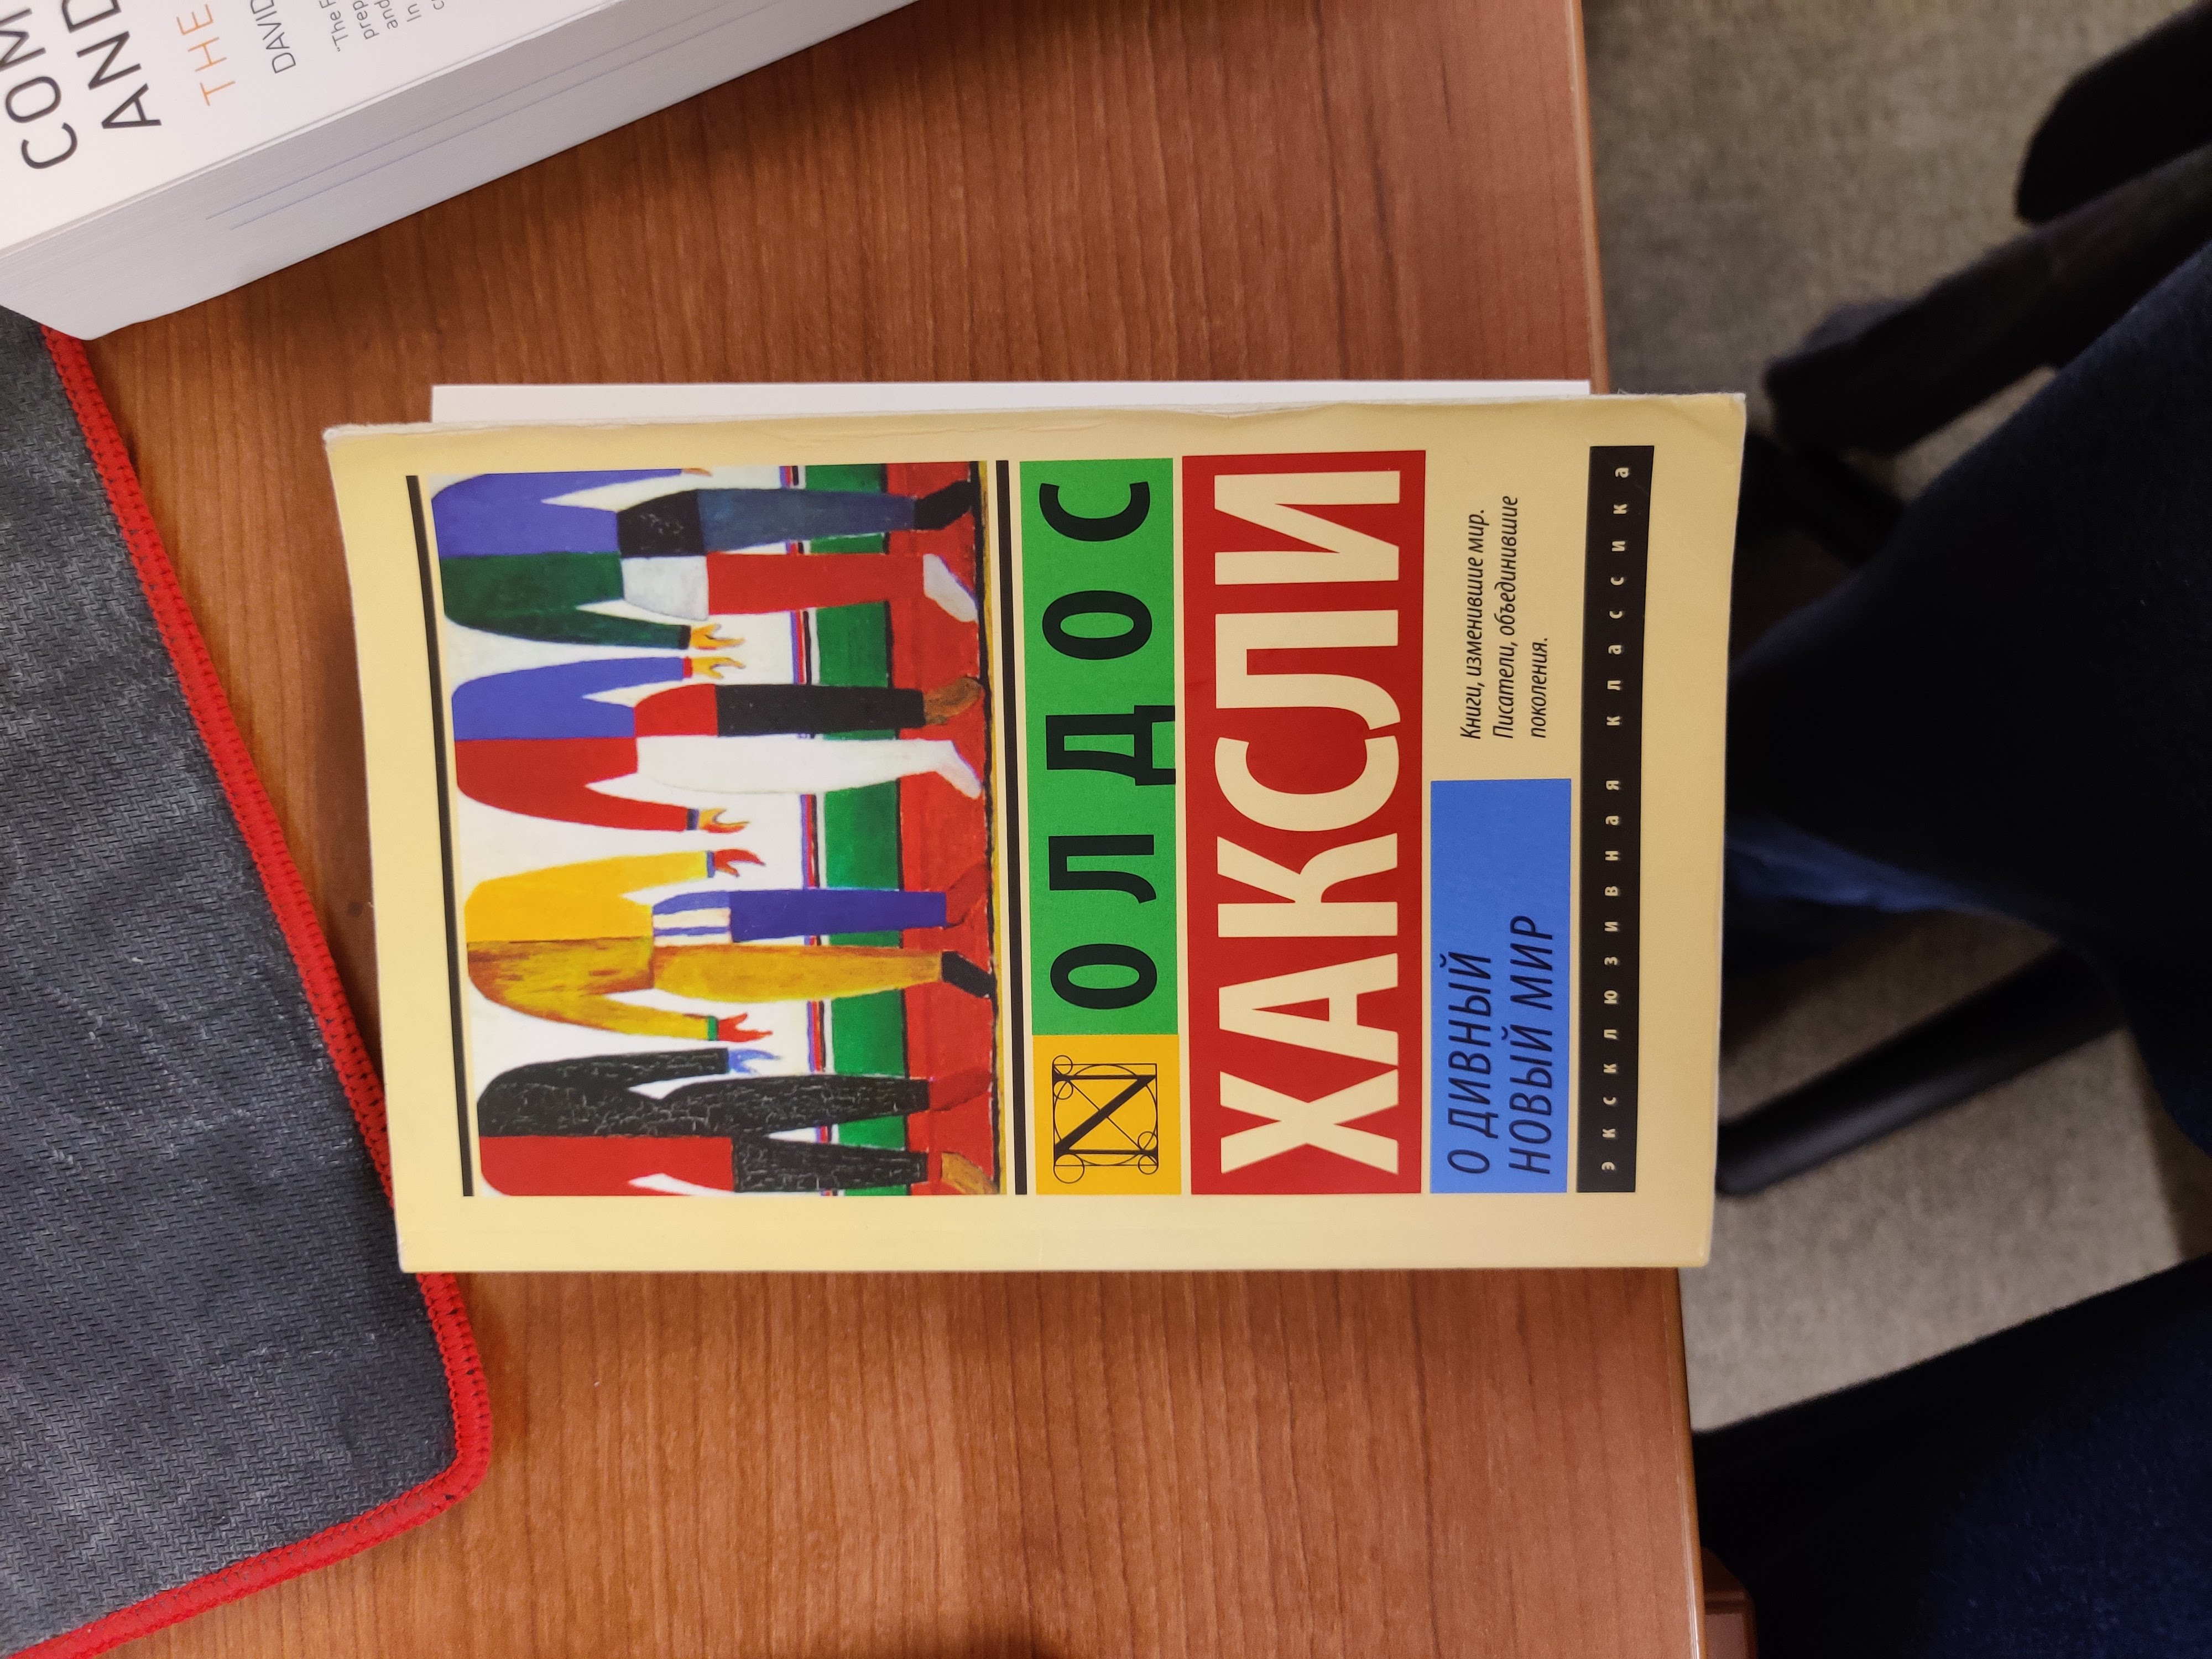 COM
AND
THE
DAVID
"The F
prep
and
In
N ОЛДОС
ХАКСЛИ
О ДИВНЫЙ
НОВЫЙ МИР
Книги, изменившие мир.
Писатели, объединившие
поколения.
эксклюзивная классика